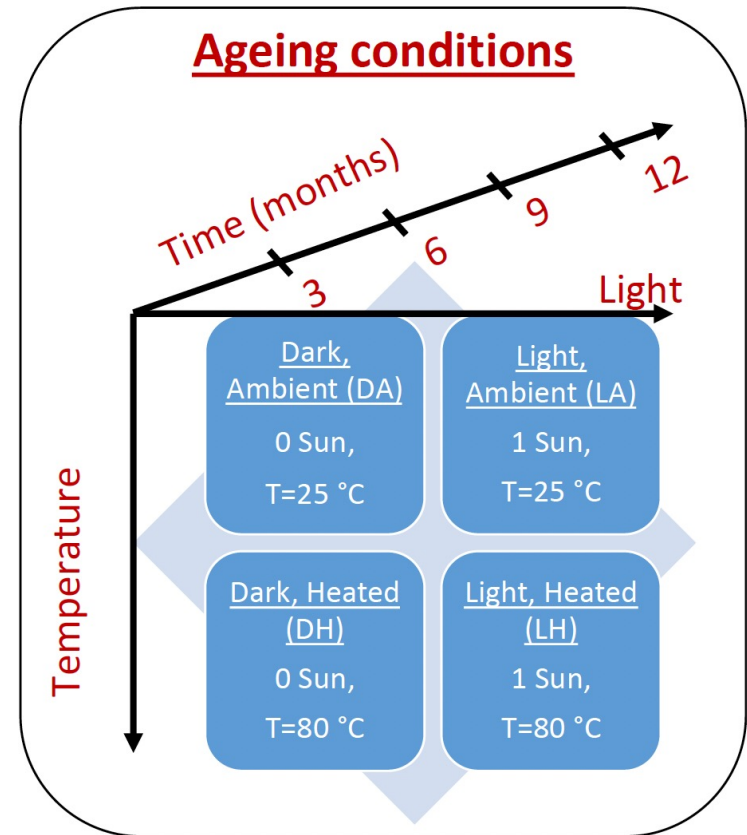 Ageing conditions
Time (months)
3
6
9
12
Light
Temperature
Dark,
Ambient (DA)
0 Sun,
T=25 °C
Light,
Ambient (LA)
1 Sun,
T=25 °C
Dark, Heated
(DH)
0 Sun,
T=80 °C
Light, Heated
(LH)
1 Sun,
T=80 °C